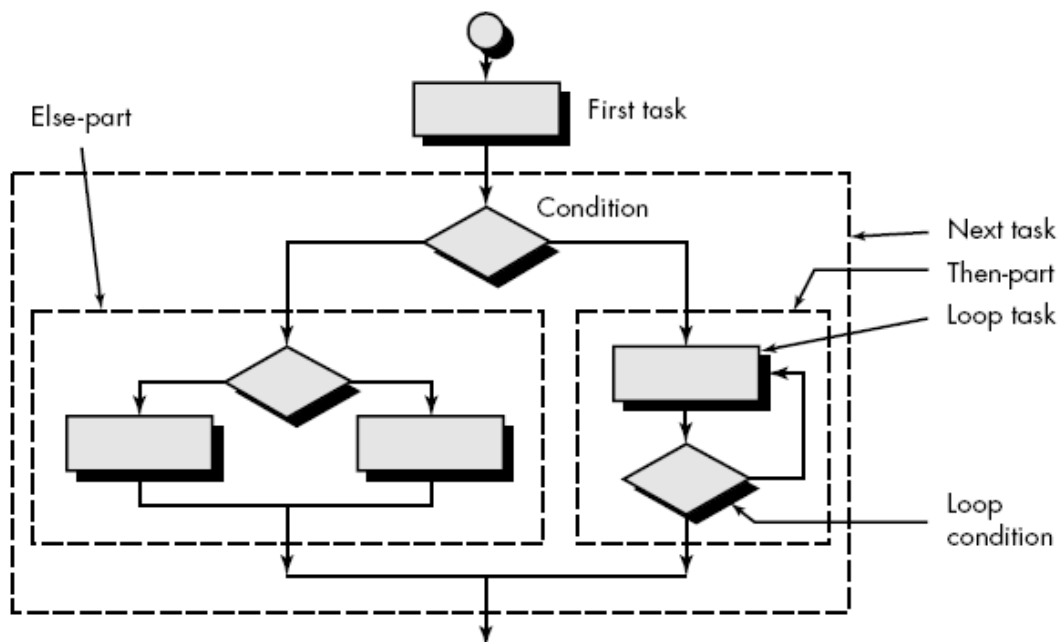 First task
Else-part
Condition
Next task
Then-part
Loop task
Loop
condition